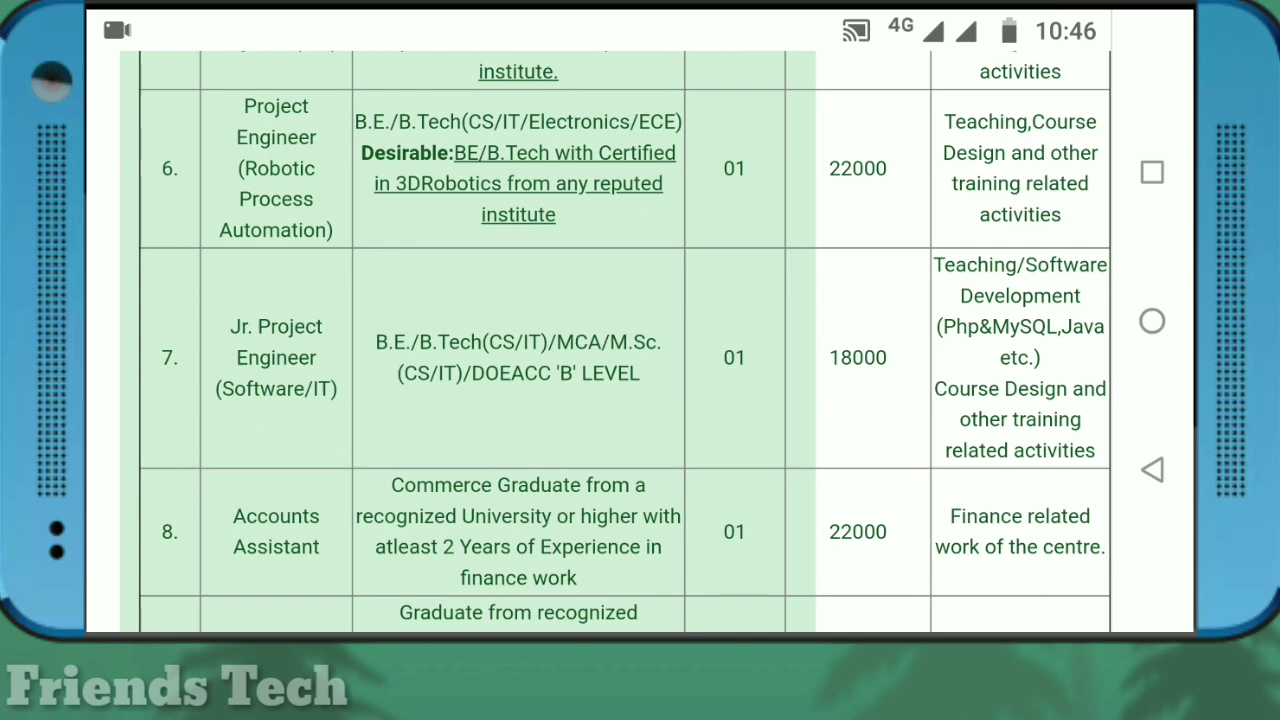 4G 10:46
institute.
activities
6.
Project
Engineer
(Robotic
Process
Automation)
B.E./B.Tech(CS/IT/Electronics/ECE)
Desirable:BE/B.Tech with Certified
in 3DRobotics from any reputed
institute
01
22000
Teaching,Course
Design and other
training related
activities
7.
Jr. Project
Engineer
(Software/IT)
B.E./B.Tech(CS/IT)/MCA/M.Sc.
(CS/IT)/DOEACC 'B' LEVEL
01
18000
Teaching/Software
Development
(Php&MySQL,Java
etc.)
Course Design and
other training
related activities
8.
Accounts
Assistant
Commerce Graduate from a
recognized University or higher with
atleast 2 Years of Experience in
finance work
01
22000
Finance related
work of the centre.
Graduate from recognized
Friends Tech